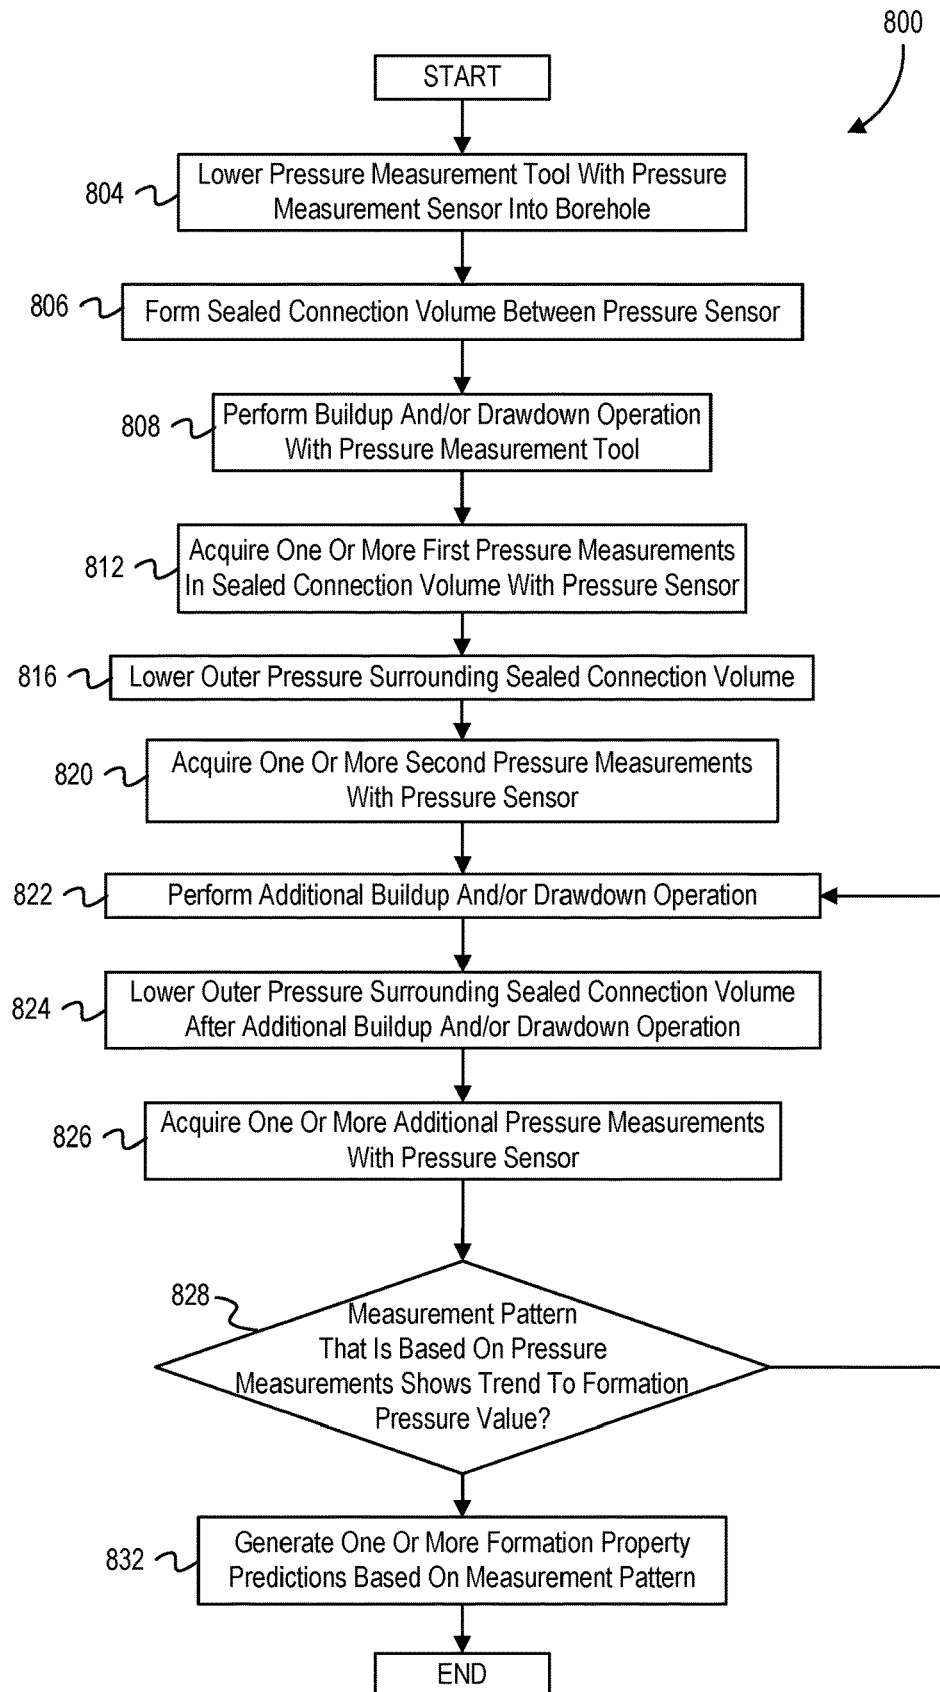 800
START
804
Lower Pressure Measurement Tool With Pressure
Measurement Sensor Into Borehole
806
Form Sealed Connection Volume Between Pressure Sensor
808
Perform Buildup And/or Drawdown Operation
With Pressure Measurement Tool
812
Acquire One Or More First Pressure Measurements
In Sealed Connection Volume With Pressure Sensor
816
Lower Outer Pressure Surrounding Sealed Connection Volume
820
Acquire One Or More Second Pressure Measurements
With Pressure Sensor
822
Perform Additional Buildup And/or Drawdown Operation
824
Lower Outer Pressure Surrounding Sealed Connection Volume
After Additional Buildup And/or Drawdown Operation
826
Acquire One Or More Additional Pressure Measurements
With Pressure Sensor
828
Measurement Pattern
That Is Based On Pressure
Measurements Shows Trend To Formation
Pressure Value?
832
Generate One Or More Formation Property
Predictions Based On Measurement Pattern
END